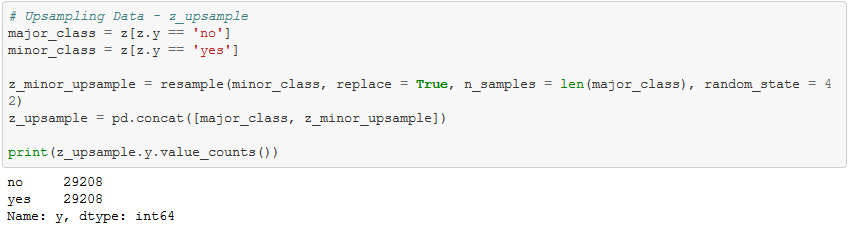 # Upsampling Data - z_upsample
major_class = z[z.y == 'no']
minor_class = z[z.y == 'yes']
z_minor_upsample = resample(minor_class, replace = True, n_samples = len(major_class), random_state = 4
2)
z_upsample = pd.concat([major_class, z_minor_upsample])
print(z_upsample.y.value_counts())
no     29208
yes    29208
Name: y, dtype: int64